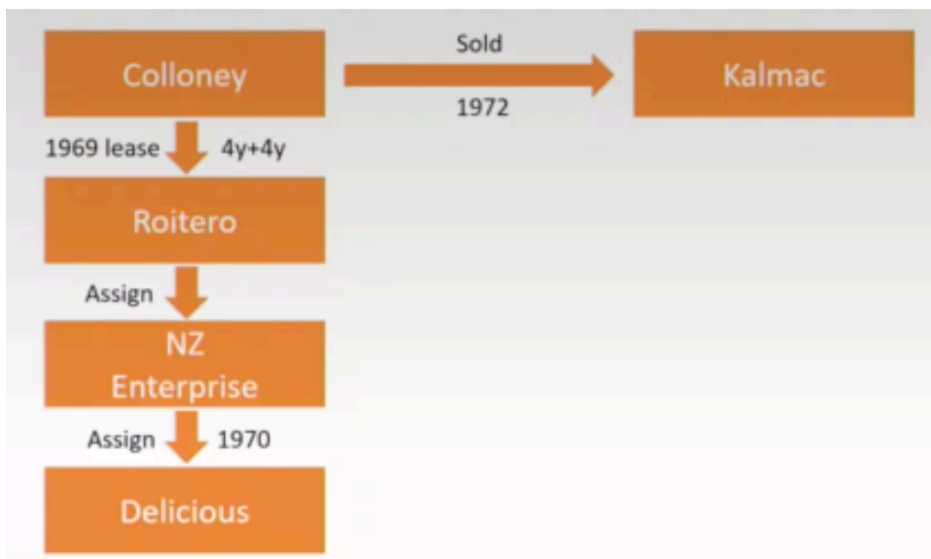 Colloney
Sold
1972
Kalmac
1969 lease 4y+4y
Roitero
Assign
NZ
Enterprise
Assign 1970
Delicious